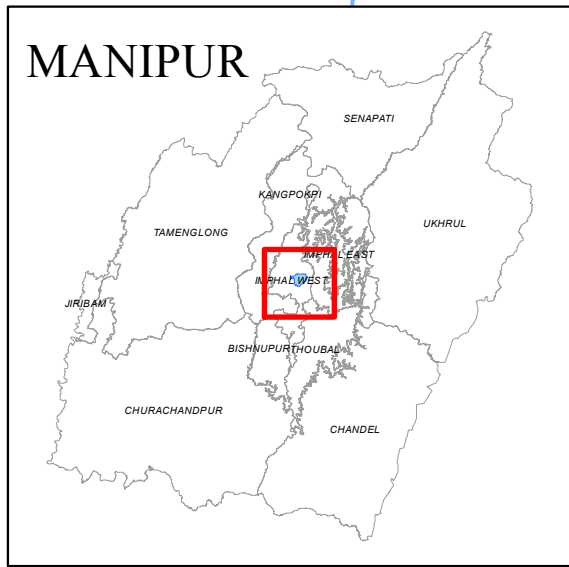 MANIPUR
SENAPATI
KANGPOKPI
UKHRUL
TAMENGLONG
IMPHAL EAST
IMPHAL WEST
JIRIBAM
BISHNUPUR
THOUBAL
CHURACHANDPUR
CHANDEL